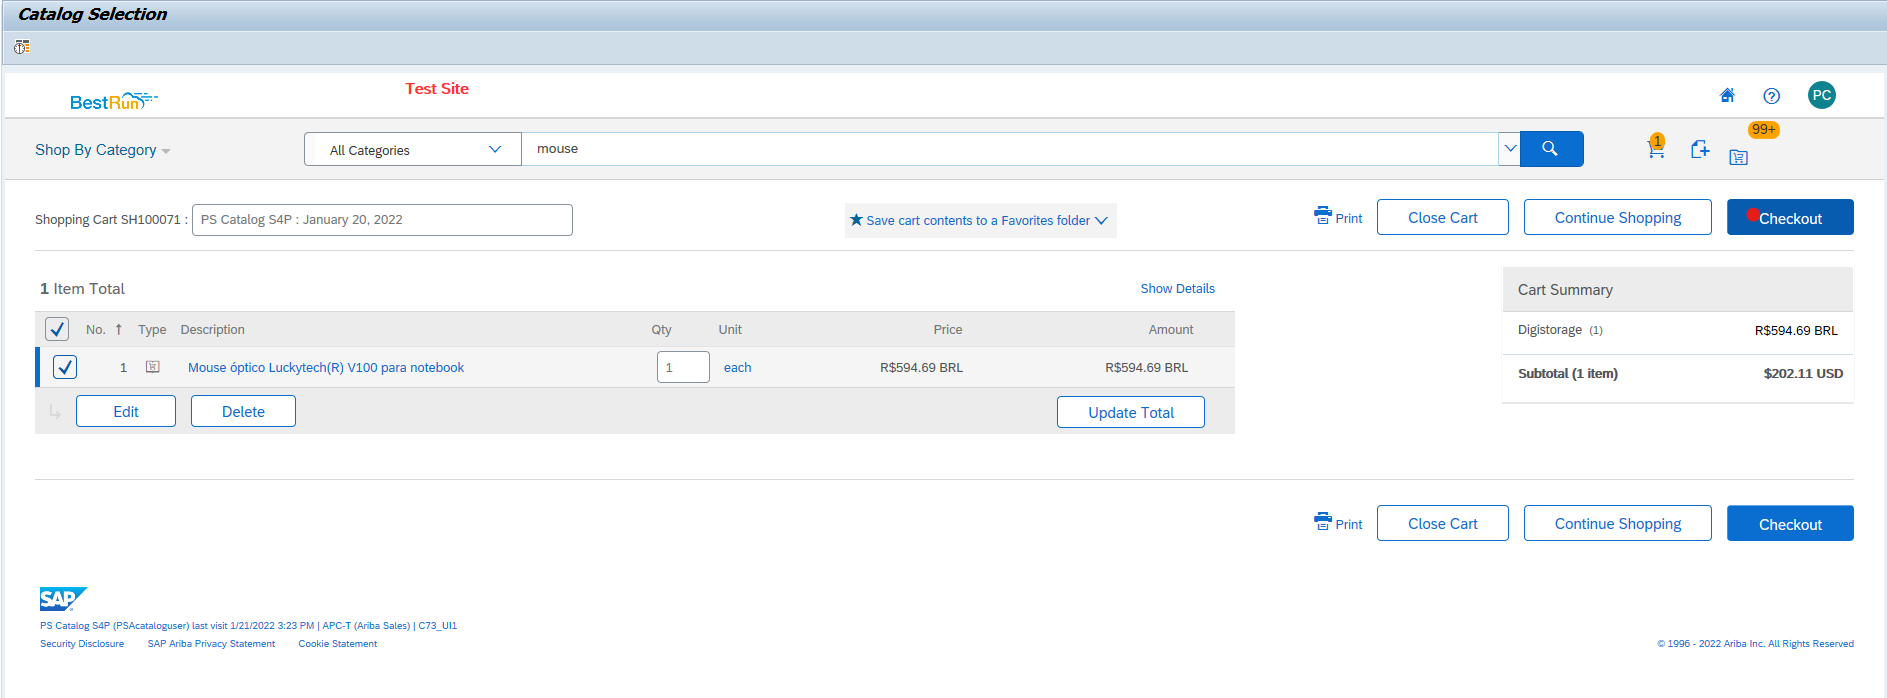 Catalog Selection
BestRun
Test Site
PC
Shop By Category
All Categories
mouse
1
99+
Shopping Cart SH100071 :
PS Catalog S4P : January 20, 2022
Save cart contents to a Favorites folder
Print
Close Cart
Continue Shopping
Checkout
1 Item Total
Show Details
No. ↑ Type Description Qty Unit Price Amount
1 Mouse óptico Luckytech(R) V100 para notebook 1 each R$594.69 BRL R$594.69 BRL
Edit
Delete
Update Total
Cart Summary
Digistorage (1) R$594.69 BRL
Subtotal (1 item) $202.11 USD
Print
Close Cart
Continue Shopping
Checkout
SAP
PS Catalog S4P (PSAcataloguser) last visit 1/21/2022 3:23 PM | APC-T (Ariba Sales) | C73_UI1
Security Disclosure SAP Ariba Privacy Statement Cookie Statement
© 1996 - 2022 Ariba Inc. All Rights Reserved